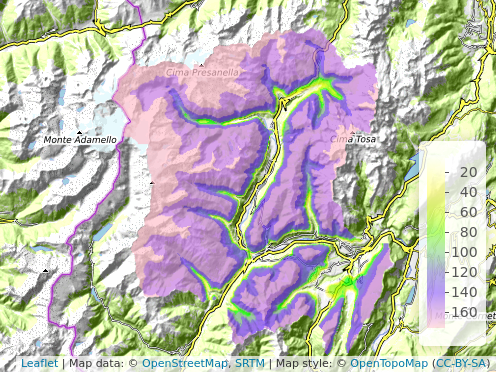 Cima Presanella
Monte Adamello
Cima Tosa
20
40
60
80
100
120
140
160
Leaflet | Map data: © OpenStreetMap, SRTM | Map style: © OpenTopoMap (CC-BY-SA)